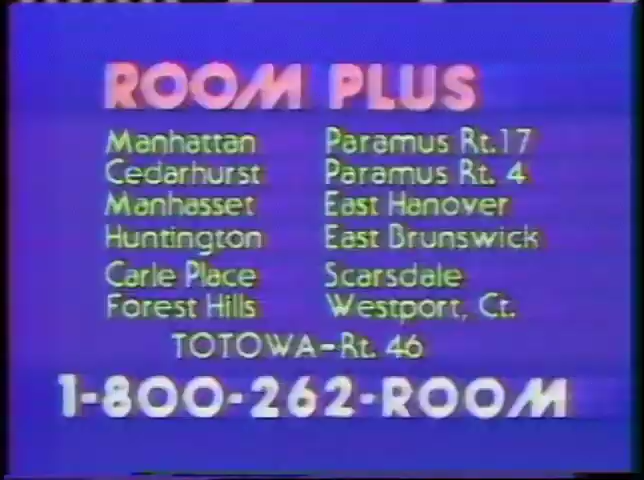 ROOM PLUS
Manhattan Paramus Rt.17
Cedarhurst Paramus Rt. 4
Manhasset East Hanover
Huntington East Brunswick
Carle Place Scarsdale
Forest Hills Westport, Ct.
TOTOWA-Rt. 46
1-800-262-ROOM